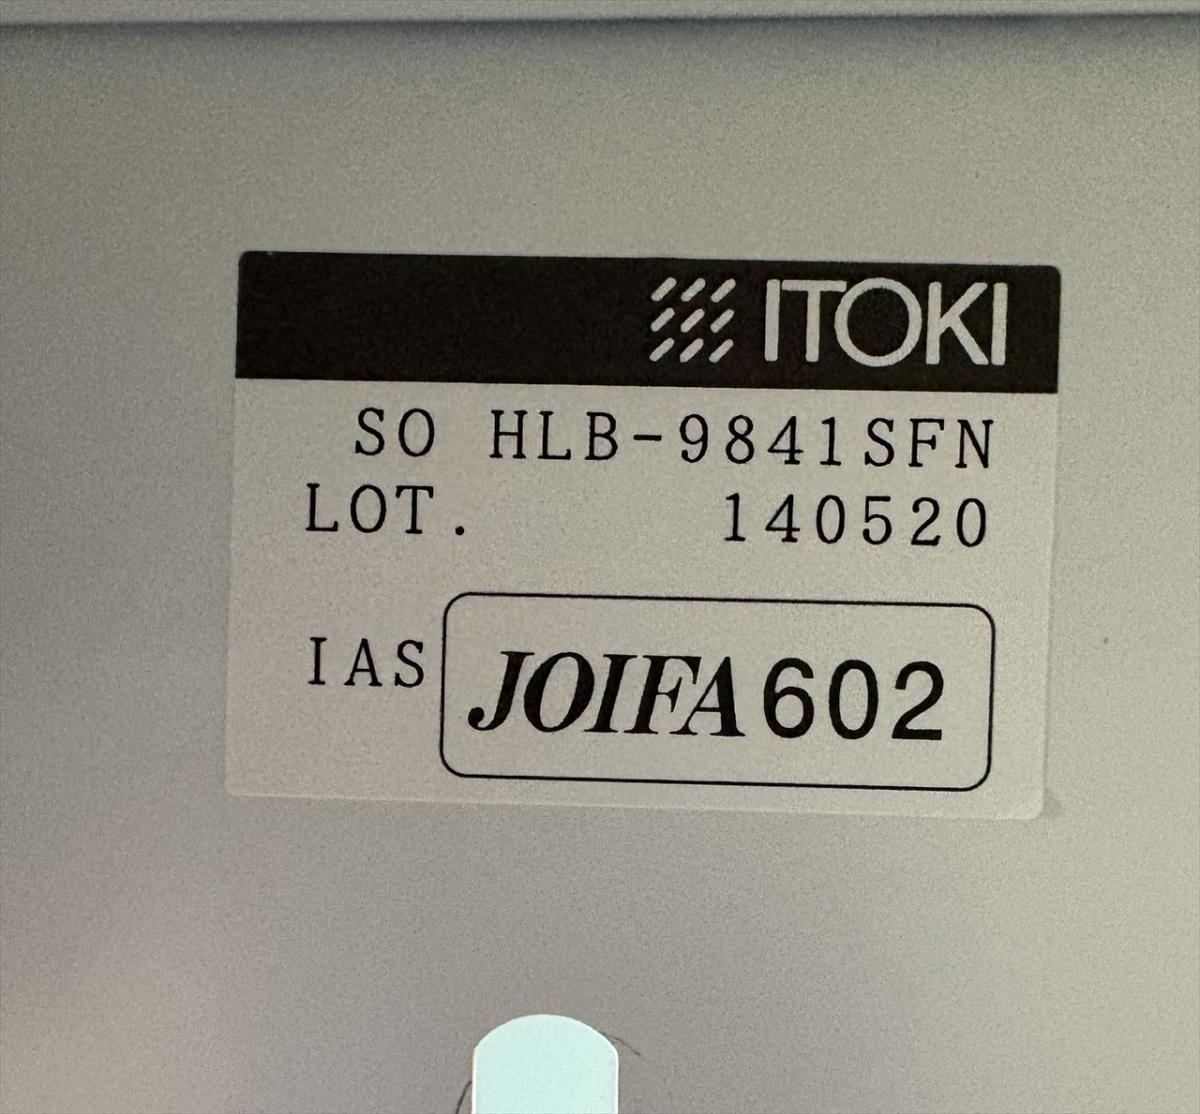 ITOKI
SO HLB-9841SFN
LOT. 140520
IAS JOIFA602